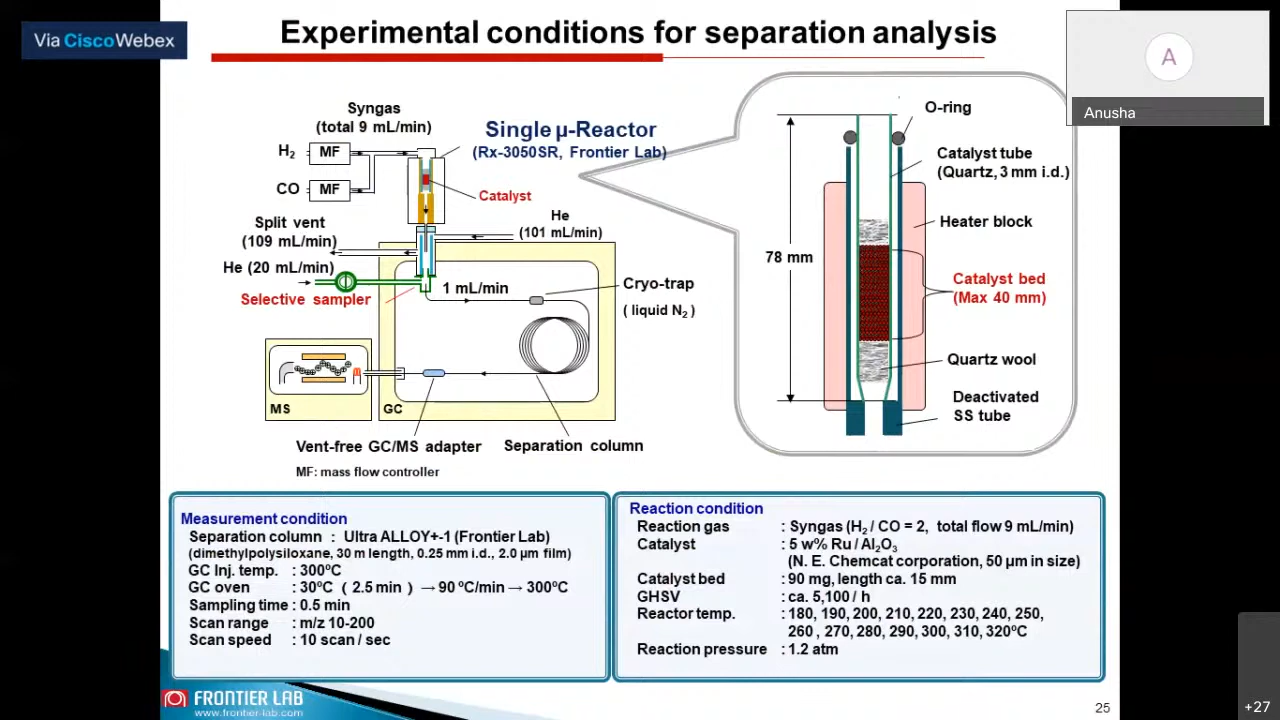 Via Cisco Webex
Experimental conditions for separation analysis
A
Anusha
Syngas
(total 9 mL/min)
H₂
MF
CO
MF
Single µ-Reactor
(Rx-3050SR, Frontier Lab)
Catalyst
Split vent
(109 mL/min)
He
(101 mL/min)
He (20 mL/min)
Selective sampler
1 mL/min
Cryo-trap
( liquid N₂ )
MS
GC
Vent-free GC/MS adapter
Separation column
MF: mass flow controller
78 mm
O-ring
Catalyst tube
(Quartz, 3 mm i.d.)
Heater block
Catalyst bed
(Max 40 mm)
Quartz wool
Deactivated
SS tube
Measurement condition
Separation column : Ultra ALLOY+-1 (Frontier Lab)
(dimethylpolysiloxane, 30 m length, 0.25 mm i.d., 2.0 µm film)
GC Inj. temp. : 300ºC
GC oven : 30ºC ( 2.5 min ) → 90 ºC/min → 300ºC
Sampling time : 0.5 min
Scan range : m/z 10-200
Scan speed : 10 scan / sec
Reaction condition
Reaction gas : Syngas (H₂ / CO = 2, total flow 9 mL/min)
Catalyst : 5 w% Ru / Al₂O₃
(N. E. Chemcat corporation, 50 µm in size)
Catalyst bed : 90 mg, length ca. 15 mm
GHSV : ca. 5,100 / h
Reactor temp. : 180, 190, 200, 210, 220, 230, 240, 250,
260 , 270, 280, 290, 300, 310, 320ºC
Reaction pressure : 1.2 atm
FRONTIER LAB
www.frontier-lab.com
25
+27